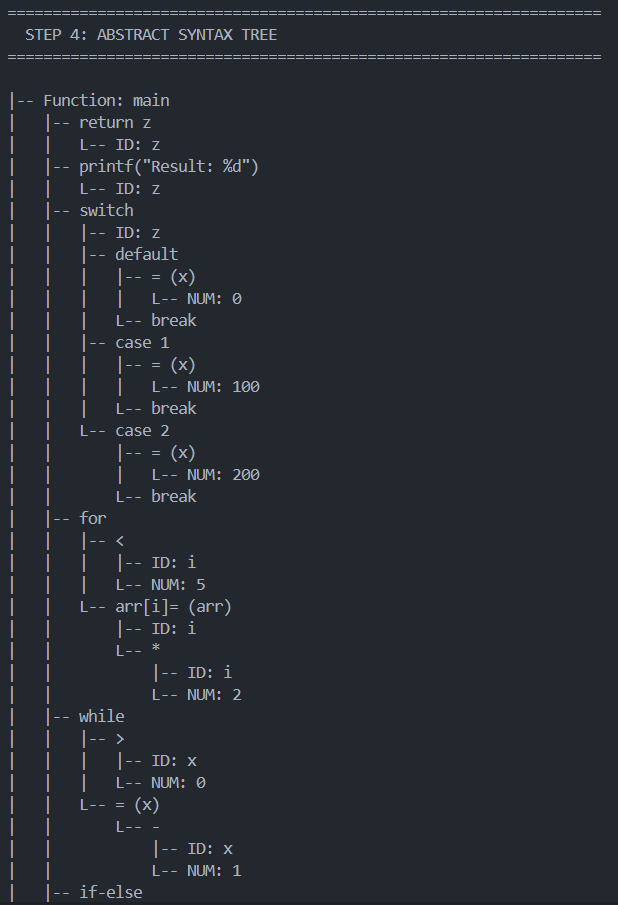 ==================================================================
  STEP 4: ABSTRACT SYNTAX TREE
==================================================================

|-- Function: main
|   |-- return z
|   |   L-- ID: z
|   |-- printf("Result: %d")
|   |   L-- ID: z
|   |-- switch
|   |   |-- ID: z
|   |   |-- default
|   |   |   |-- = (x)
|   |   |   |   L-- NUM: 0
|   |   |   L-- break
|   |   |-- case 1
|   |   |   |-- = (x)
|   |   |   |   L-- NUM: 100
|   |   |   L-- break
|   |   L-- case 2
|   |       |-- = (x)
|   |       |   L-- NUM: 200
|   |       L-- break
|   |-- for
|   |   |-- <
|   |   |   |-- ID: i
|   |   |   L-- NUM: 5
|   |   L-- arr[i]= (arr)
|   |       |-- ID: i
|   |       L-- *
|   |           |-- ID: i
|   |           L-- NUM: 2
|   |-- while
|   |   |-- >
|   |   |   |-- ID: x
|   |   |   L-- NUM: 0
|   |   L-- = (x)
|   |       L-- -
|   |           |-- ID: x
|   |           L-- NUM: 1
|   |-- if-else